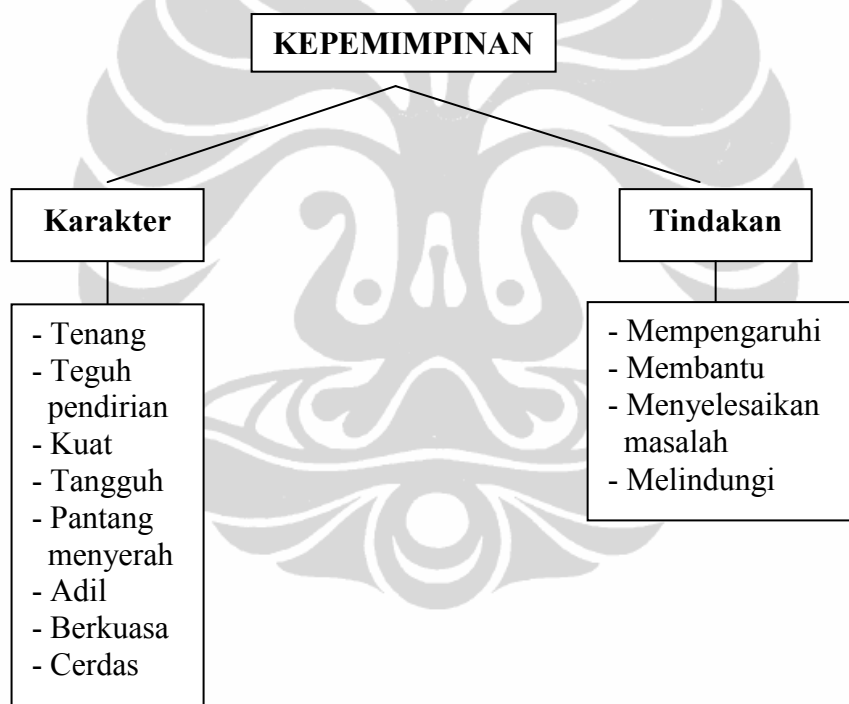 KEPEMIMPINAN
Karakter
- Tenang
- Teguh
pendirian
- Kuat
- Tangguh
- Pantang
menyerah
- Adil
- Berkuasa
- Cerdas
Tindakan
- Mempengaruhi
- Membantu
- Menyelesaikan
masalah
- Melindungi